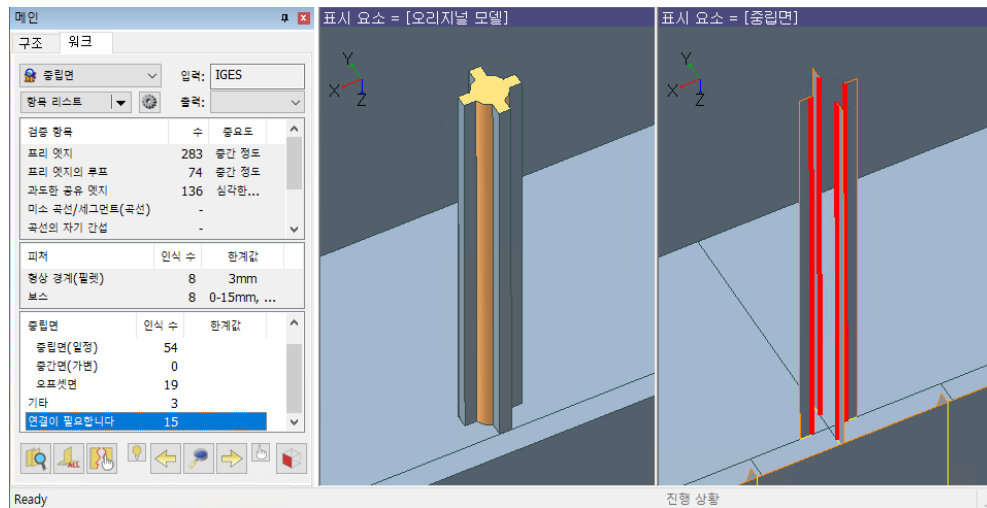 메인
구조 워크
중립면 입력: IGES
항목 리스트 출력:
검증 항목 수 중요도
프리 엣지 283 중간 정도
프리 엣지의 루프 74 중간 정도
과도한 공유 엣지 136 심각한...
미소 곡선/세그먼트(곡선) -
곡선의 자기 간섭 -
피처 인식 수 한계값
형상 경계(필렛) 8 3mm
보스 8 0-15mm, ...
중립면 인식 수 한계값
중립면(일정) 54
중간면(가변) 0
오프셋면 19
기타 3
연결이 필요합니다 15
ALL
Ready
표시 요소 = [오리지널 모델]
Y
X
Z
표시 요소 = [중립면]
Y
X
Z
진행 상황